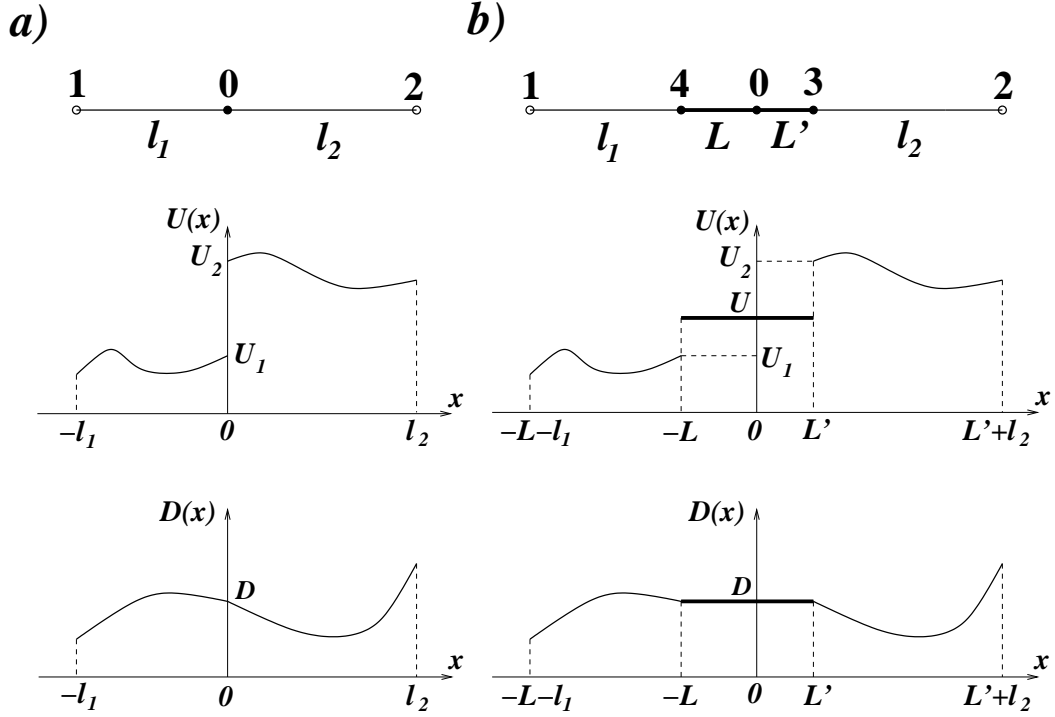 a) b)
1 0 2 1 4 0 3 2
l₁ l₂ l₁ L L' l₂
U(x) U(x)
U₂ U₂
U
U₁ U₁
x x
−l₁ 0 l₂ −L−l₁ −L 0 L' L'+l₂
D(x) D(x)
D D
x x
−l₁ 0 l₂ −L−l₁ −L 0 L' L'+l₂